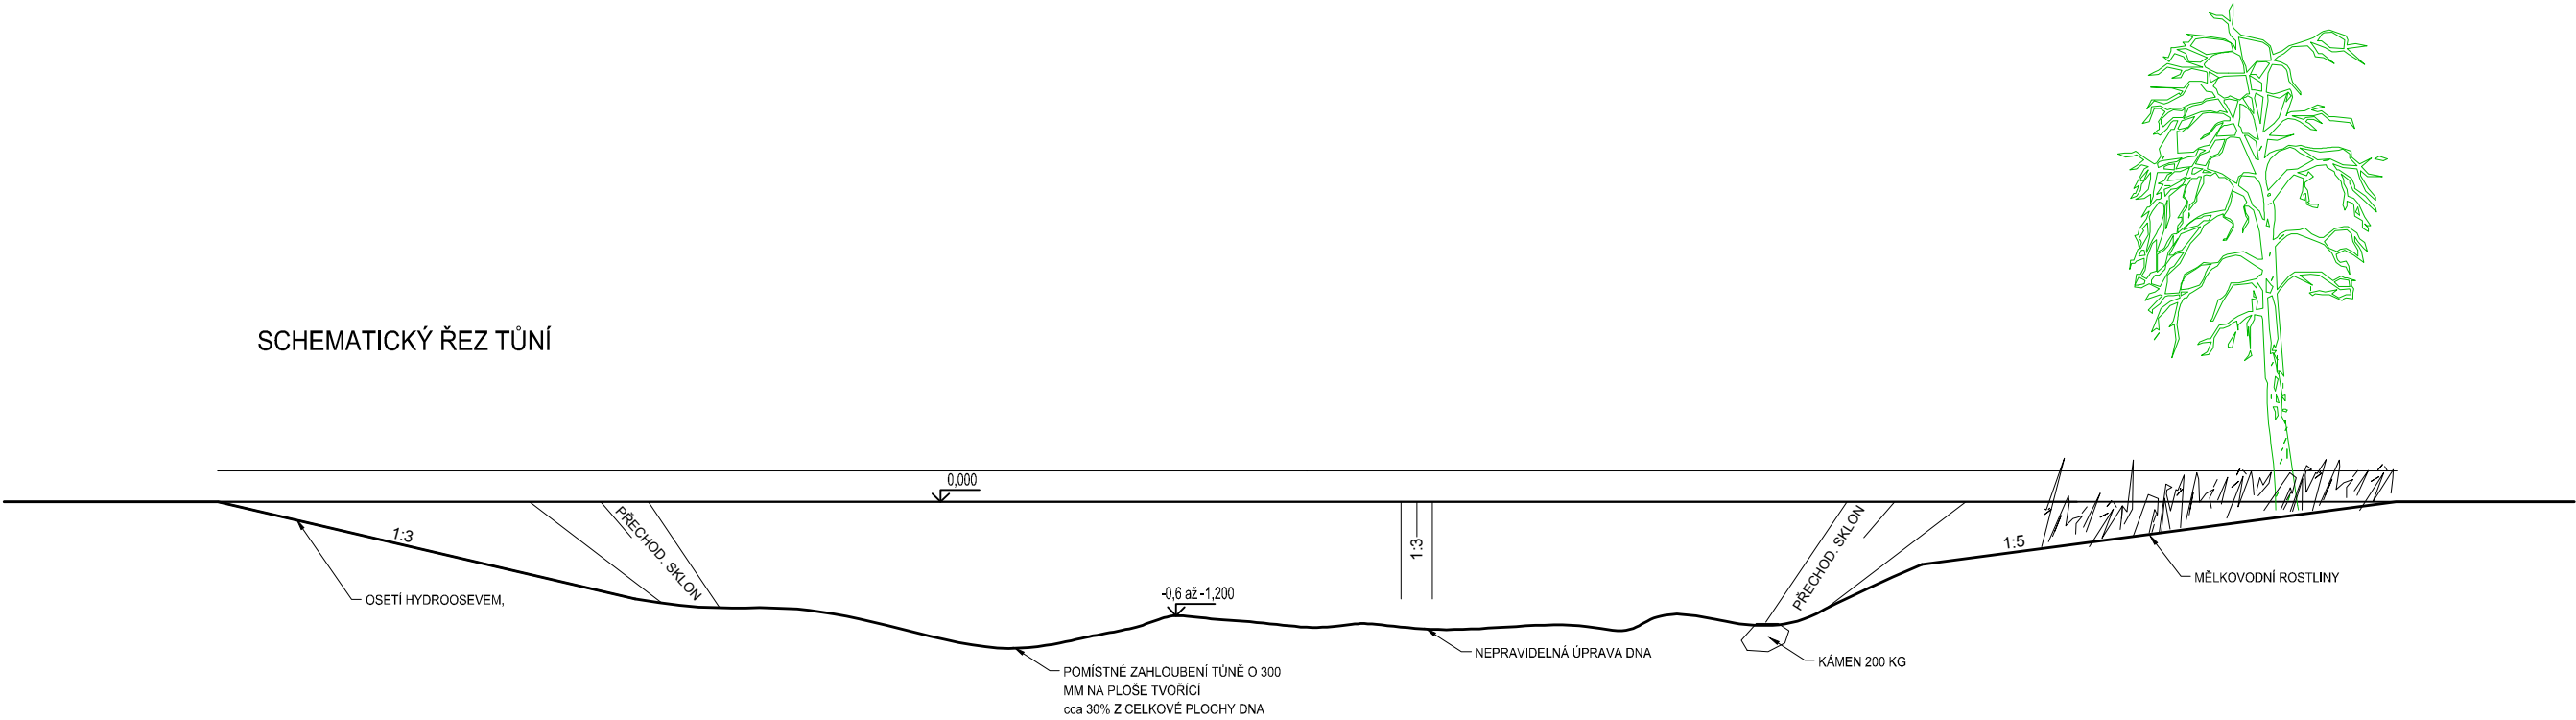 SCHEMATICKÝ ŘEZ TŮNÍ
0,000
PŘECHOD. SKLON
1:3
1:3
PŘECHOD. SKLON
1:5
OSETÍ HYDROOSEVEM,
-0,6 až -1,200
MĚLKOVODNÍ ROSTLINY
NEPRAVIDELNÁ ÚPRAVA DNA
KÁMEN 200 KG
POMÍSTNÉ ZAHLOUBENÍ TŮNĚ O 300
MM NA PLOŠE TVOŘÍCÍ
cca 30% Z CELKOVÉ PLOCHY DNA